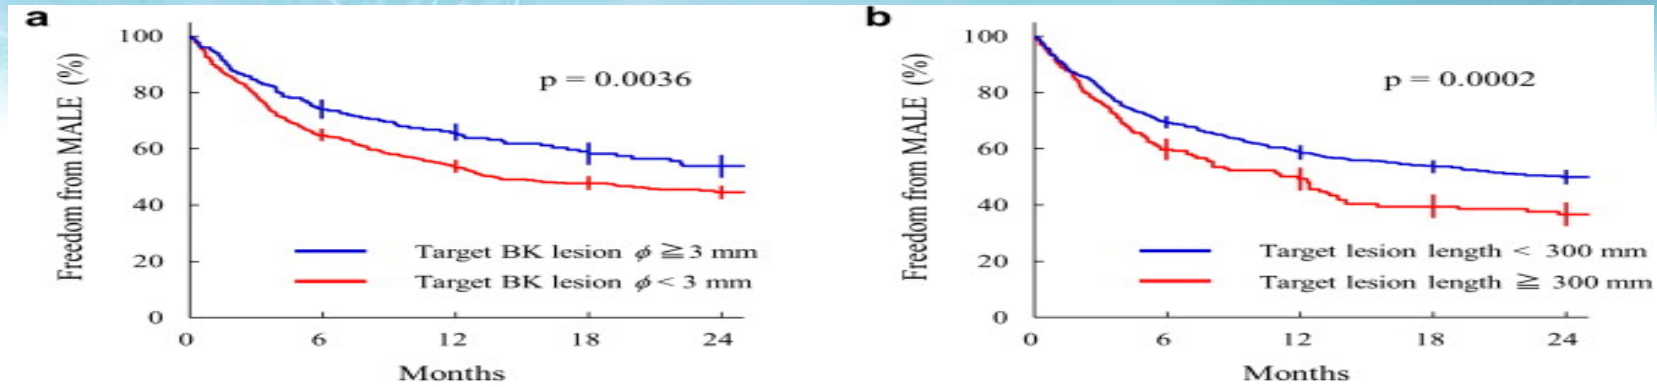 a
Freedom from MALE (%)
100
80
60
40
20
0
p = 0.0036
Target BK lesion ϕ ≧ 3 mm
Target BK lesion ϕ < 3 mm
0 6 12 18 24
Months
b
Freedom from MALE (%)
100
80
60
40
20
0
p = 0.0002
Target lesion length < 300 mm
Target lesion length ≧ 300 mm
0 6 12 18 24
Months